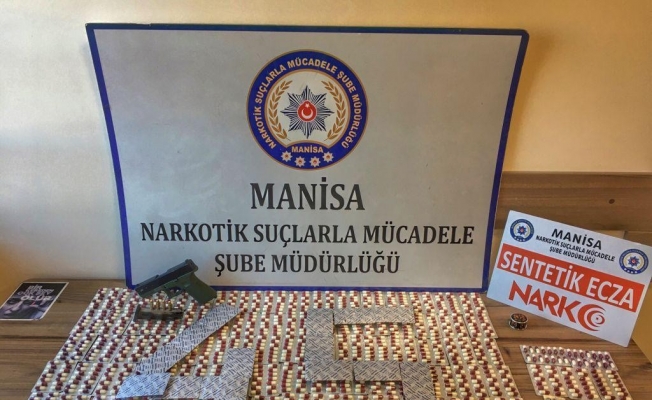 NARKOTİK SUÇLARLA MÜCADELE ŞUBE MÜDÜRLÜĞÜ
MANİSA
MANİSA
NARKOTİK SUÇLARLA MÜCADELE
ŞUBE MÜDÜRLÜĞÜ
MANİSA
NARKOTİK SUÇLARLA MÜCADELE
ŞUBE MÜDÜRLÜĞÜ
SENTETİK ECZA
NARKO